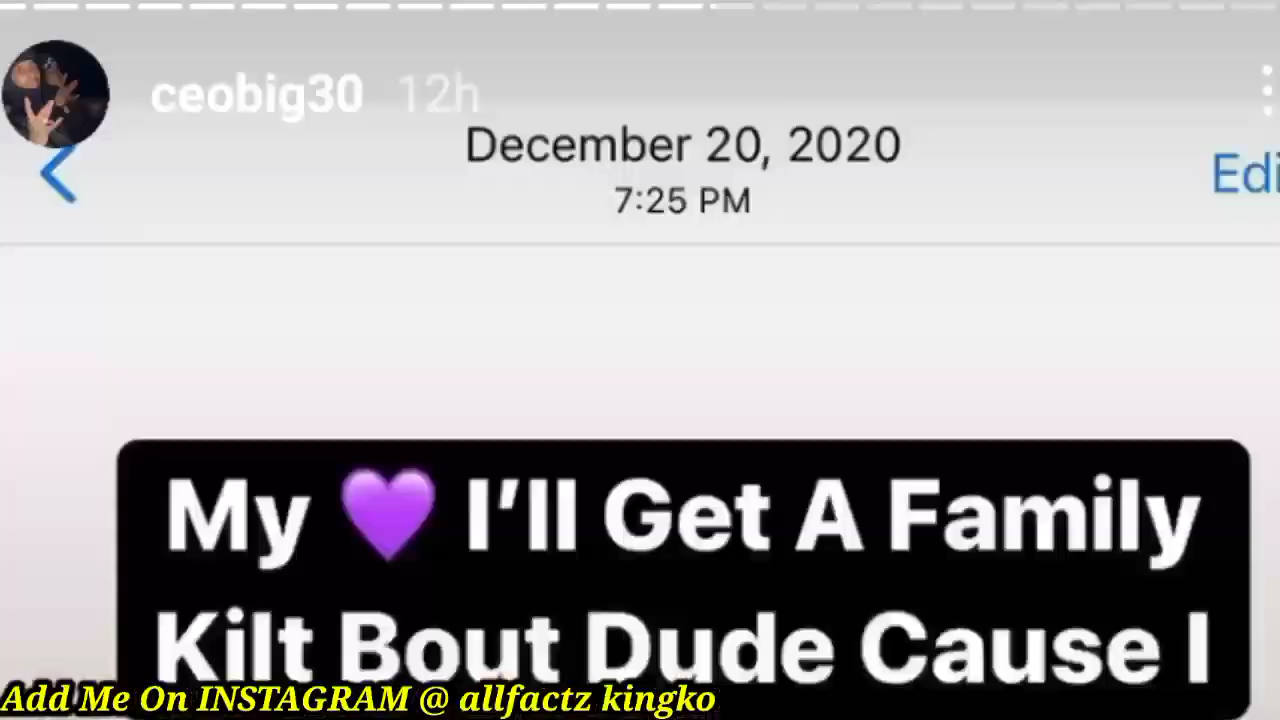 ceobig30 12h
December 20, 2020
7:25 PM
Edi
My 💜 I’ll Get A Family
Kilt Bout Dude Cause I
Add Me On INSTAGRAM @ allfactz kingko